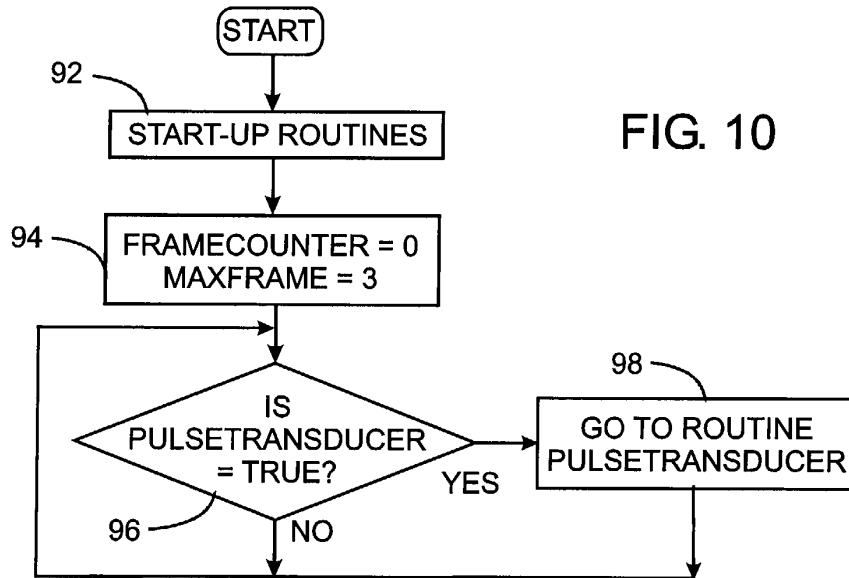 START
92
START-UP ROUTINES
FIG. 10
94
FRAMECOUNTER = 0
MAXFRAME = 3
98
IS
PULSETRANSDUCER
= TRUE?
GO TO ROUTINE
PULSETRANSDUCER
YES
96
NO